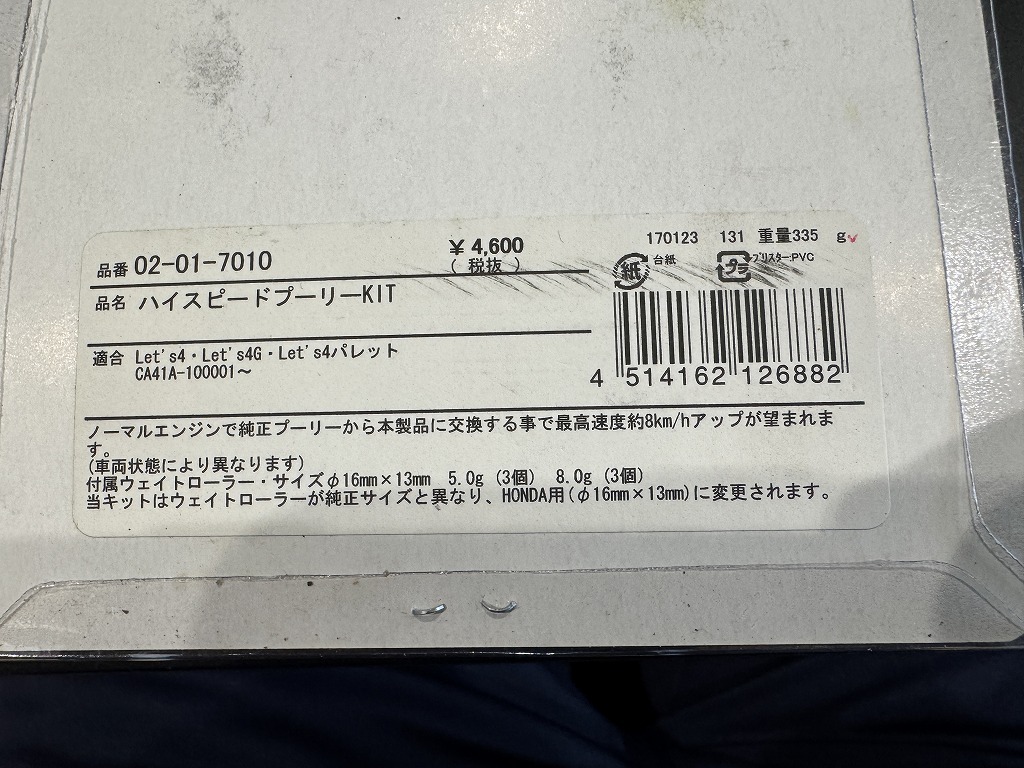 品番 02-01-7010 ¥ 4,600 170123 131 重量335 g
( 税抜 )
紙 台紙 プラ ブリスター:PVC
品名 ハイスピードプーリーKIT
適合 Let's4・Let's4G・Let's4パレット
CA41A-100001～
4 514162 126882
ノーマルエンジンで純正プーリーから本製品に交換する事で最高速度約8km/hアップが望まれま
す。
(車両状態により異なります)
付属ウェイトローラー・サイズφ16mm×13mm 5.0g (3個) 8.0g (3個)
当キットはウェイトローラーが純正サイズと異なり、HONDA用(φ16mm×13mm)に変更されます。